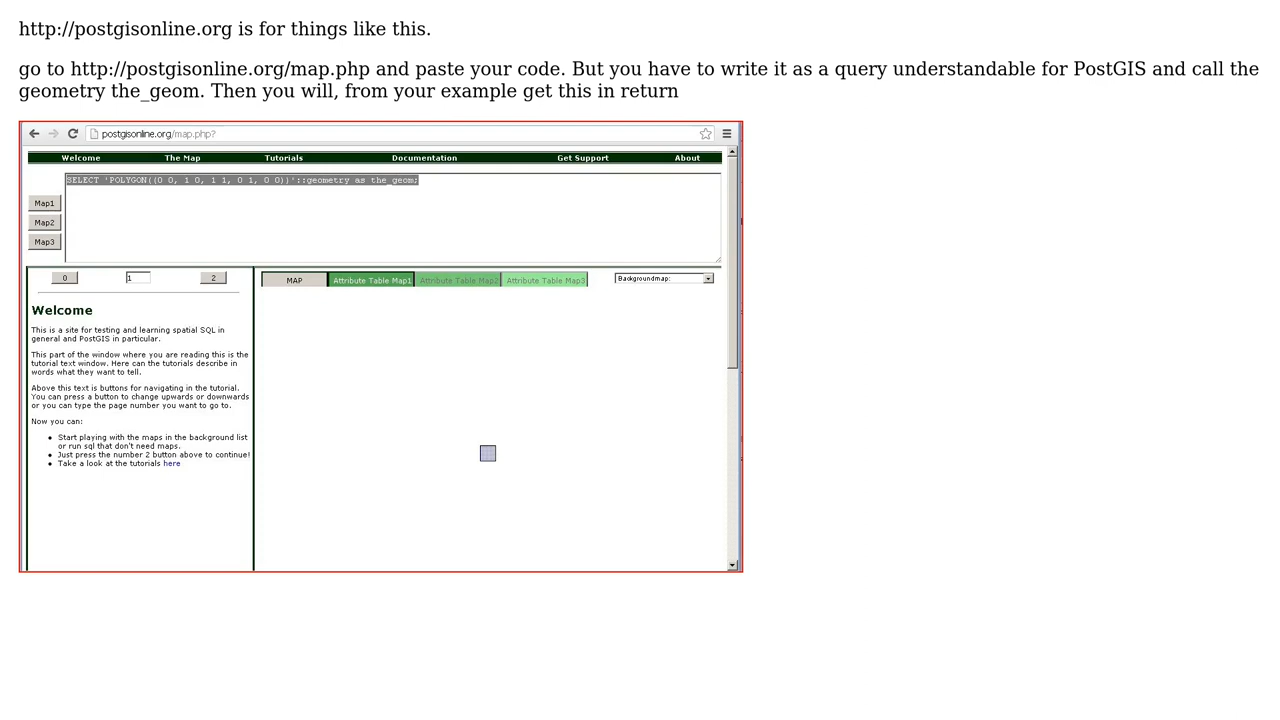 http://postgisonline.org is for things like this.
go to http://postgisonline.org/map.php and paste your code. But you have to write it as a query understandable for PostGIS and call the
geometry the_geom. Then you will, from your example get this in return
postgisonline.org/map.php?
Welcome The Map Tutorials Documentation Get Support About
SELECT 'POLYGON((0 0, 1 0, 1 1, 0 1, 0 0))'::geometry as the_geom;
Map1
Map2
Map3
0 1 2
MAP Attribute Table Map1 Attribute Table Map2 Attribute Table Map3 Backgroundmap:
Welcome
This is a site for testing and learning spatial SQL in
general and PostGIS in particular.
This part of the window where you are reading this is the
tutorial text window. Here can the tutorials describe in
words what they want to tell.
Above this text is buttons for navigating in the tutorial.
You can press a button to change upwards or downwards
or you can type the page number you want to go to.
Now you can:
• Start playing with the maps in the background list
or run sql that don't need maps.
• Just press the number 2 button above to continue!
• Take a look at the tutorials here